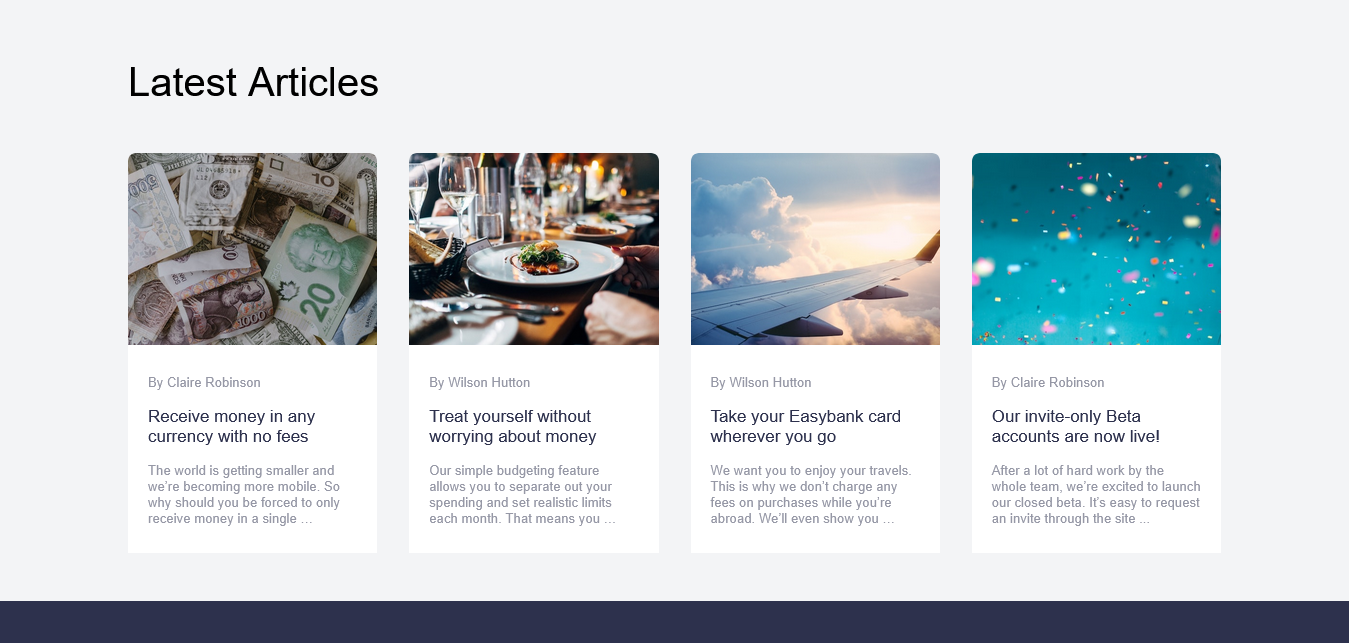 Latest Articles
10
20
1000
By Claire Robinson
Receive money in any
currency with no fees
The world is getting smaller and
we’re becoming more mobile. So
why should you be forced to only
receive money in a single …
By Wilson Hutton
Treat yourself without
worrying about money
Our simple budgeting feature
allows you to separate out your
spending and set realistic limits
each month. That means you …
By Wilson Hutton
Take your Easybank card
wherever you go
We want you to enjoy your travels.
This is why we don’t charge any
fees on purchases while you’re
abroad. We’ll even show you …
By Claire Robinson
Our invite-only Beta
accounts are now live!
After a lot of hard work by the
whole team, we’re excited to launch
our closed beta. It’s easy to request
an invite through the site ...